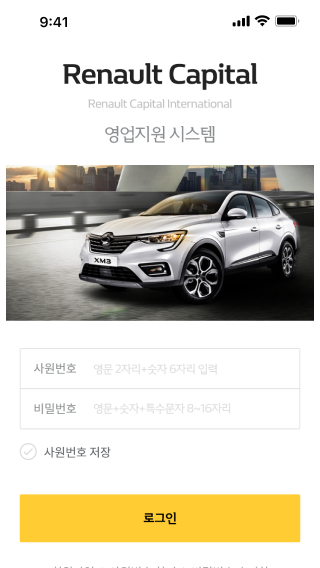 9:41
Renault Capital
Renault Capital International
영업지원 시스템
XM3
사원번호 영문 2자리+숫자 6자리 입력
비밀번호 영문+숫자+특수문자 8~16자리
사원번호 저장
로그인